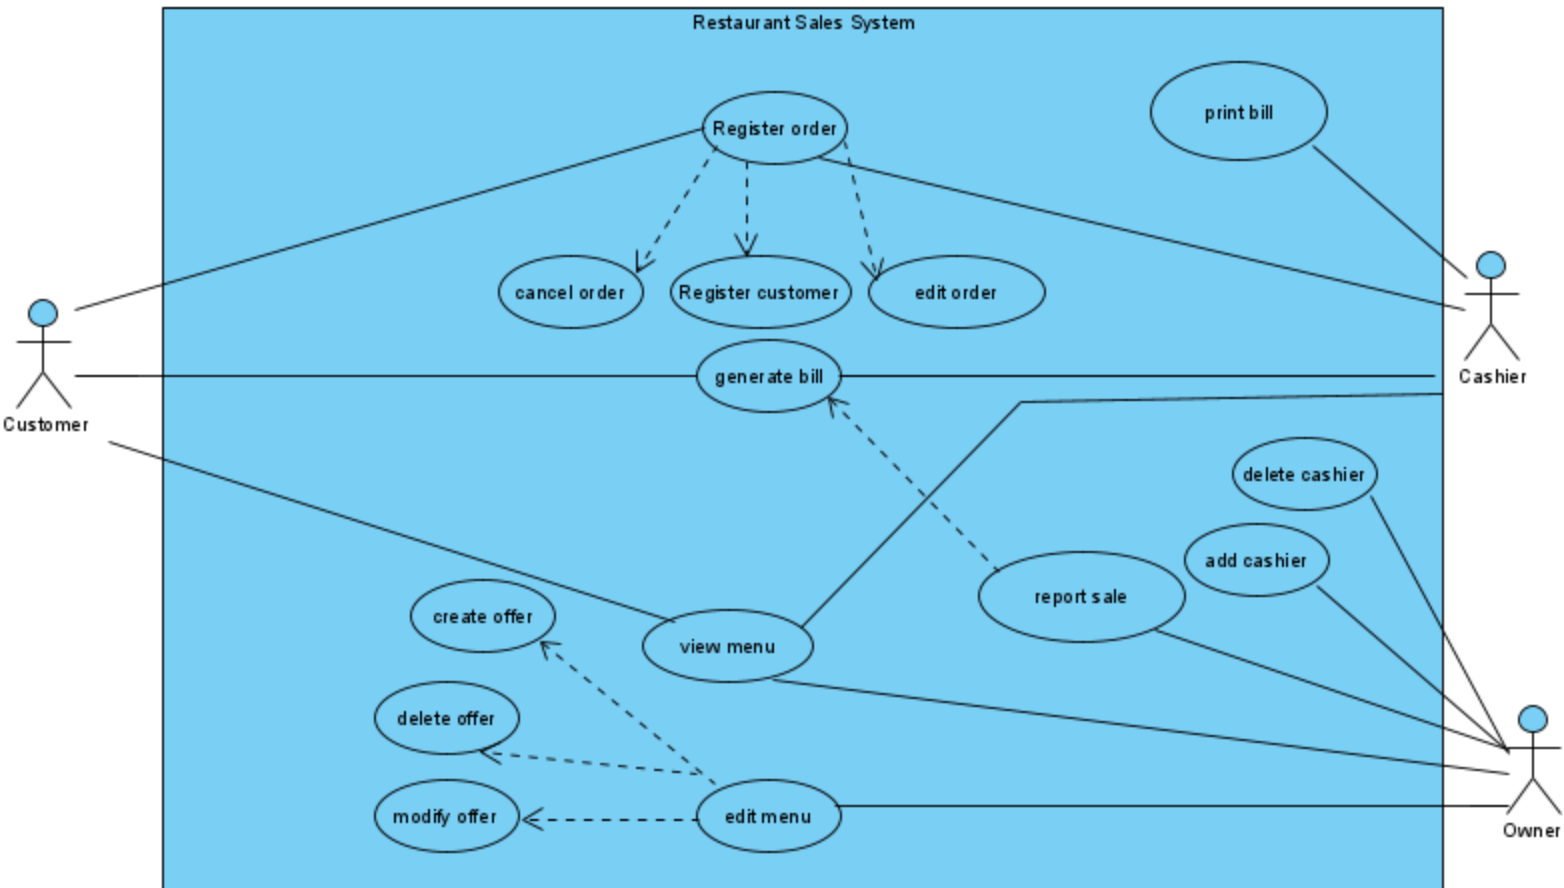 Restaurant Sales System
print bill
Register order
cancel order
Register customer
edit order
generate bill
Cashier
Customer
delete cashier
add cashier
report sale
create offer
view menu
delete offer
modify offer
edit menu
Owner